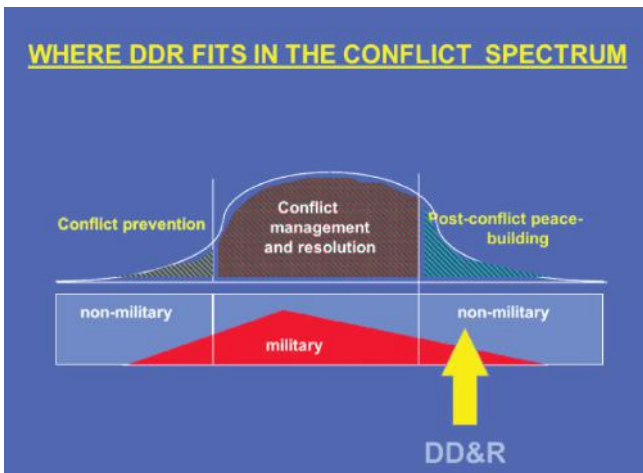 WHERE DDR FITS IN THE CONFLICT SPECTRUM
Conflict prevention
Conflict
management
and resolution
Post-conflict peace-
building
non-military
military
non-military
DD&R